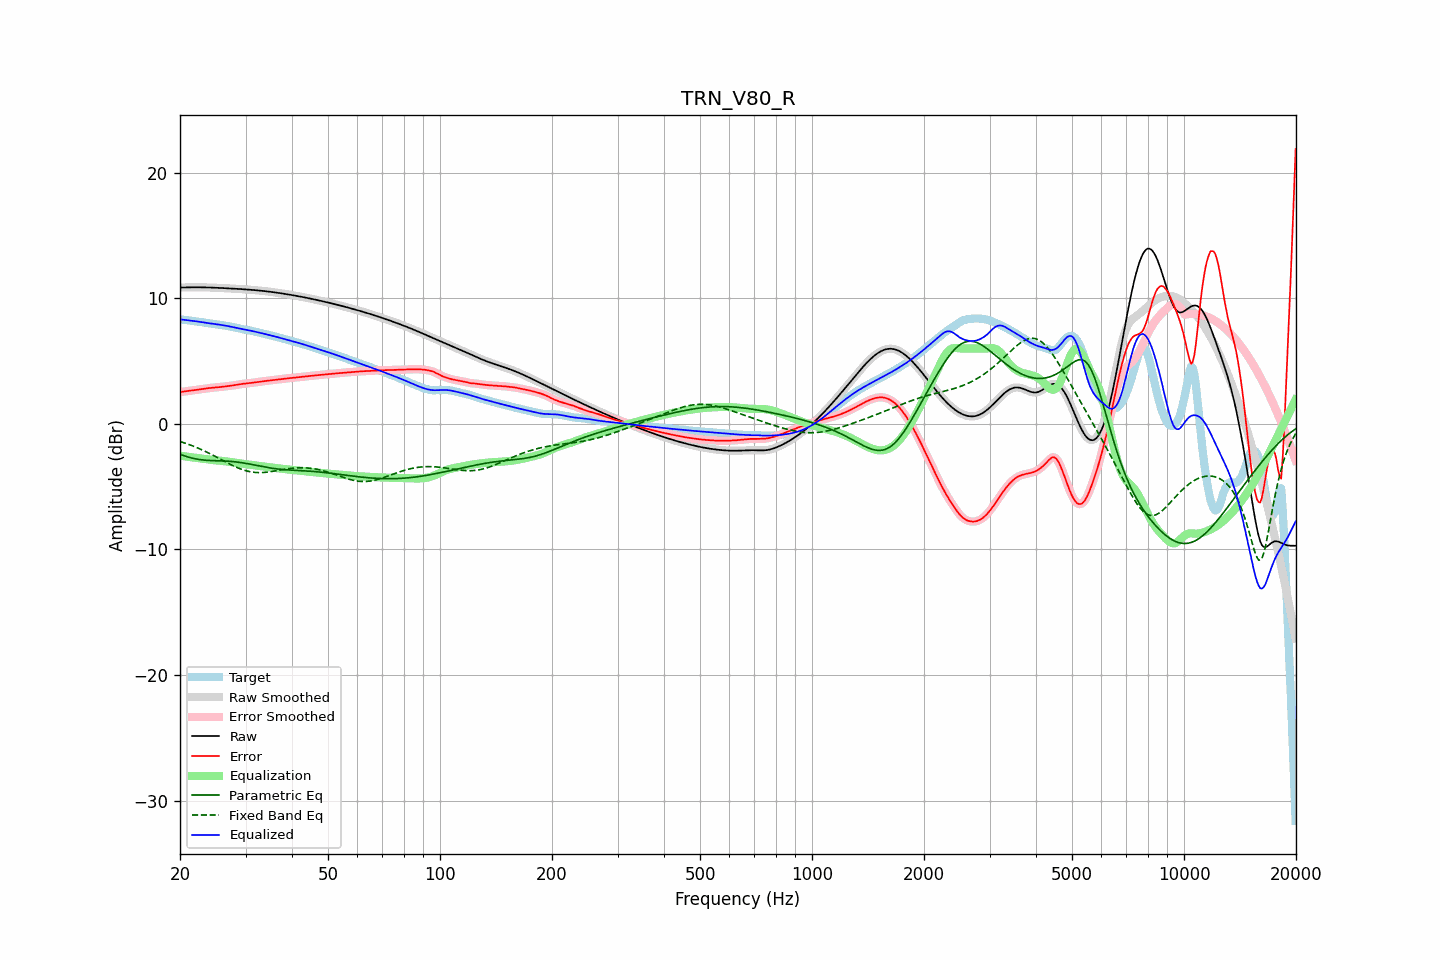 TRN_V80_R
Amplitude (dBr)
20
10
0
−10
−20
−30
Target
Raw Smoothed
Error Smoothed
Raw
Error
Equalization
Parametric Eq
Fixed Band Eq
Equalized
20 50 100 200 500 1000 2000 5000 10000 20000
Frequency (Hz)